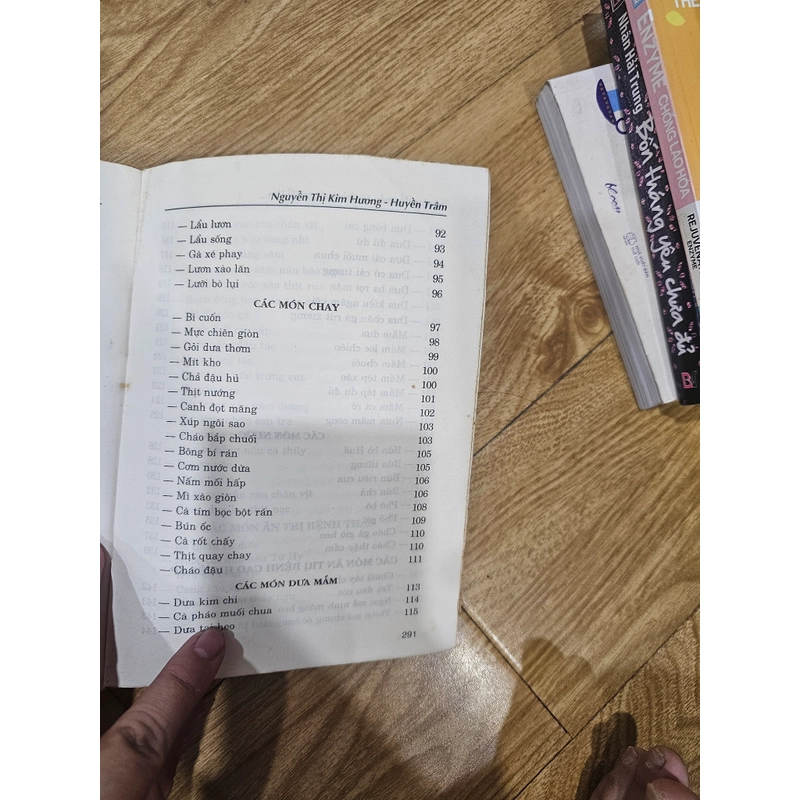 Nguyễn Thị Kim Hương - Huyền Trâm
— Lẩu lươn 92
— Lẩu sống 93
— Gà xé phay 94
— Lươn xào lăn 95
— Lưỡi bò lụi 96
CÁC MÓN CHAY
— Bì cuốn 97
— Mực chiên giòn 98
— Gỏi dưa thơm 99
— Mít kho 100
— Chả đậu hủ 100
— Thịt nướng 101
— Canh đọt măng 102
— Xúp ngôi sao 103
— Cháo bắp chuối 103
— Bông bí rán 105
— Cơm nước dừa 105
— Nấm mối hấp 106
— Mì xào giòn 106
— Cà tím bọc bột rán 108
— Bún ốc 109
— Cà rốt chấy 110
— Thịt quay chay 110
— Cháo đậu 111
CÁC MÓN DƯA MẮM
— Dưa kim chi 113
— Cà pháo muối chua 114
— Dưa tai heo 115
291
Nhân Hải Trung
Bốn tháng yêu chưa đủ
ENZYME CHỐNG LÃO HÓA
REJUVEN
ENZYME
THE